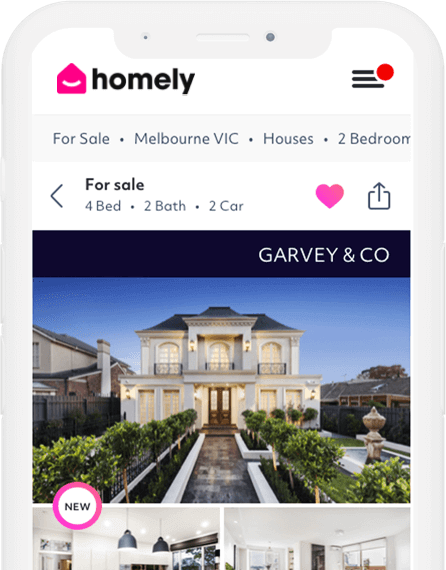 homely
For Sale • Melbourne VIC • Houses • 2 Bedroom
For sale
4 Bed • 2 Bath • 2 Car
GARVEY & CO
NEW